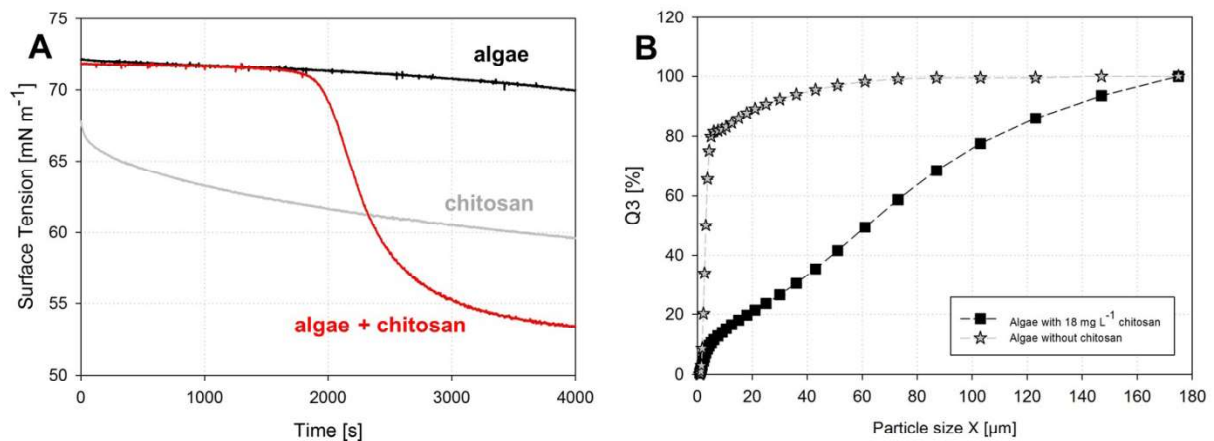 A
algae
chitosan
algae + chitosan
75
70
65
60
55
50
0
1000
2000
3000
4000
Surface Tension [mN m⁻¹]
Time [s]
B
120
100
80
60
40
20
0
0
20
40
60
80
100
120
140
160
180
Q3 [%]
Particle size X [µm]
Algae with 18 mg L⁻¹ chitosan
Algae without chitosan